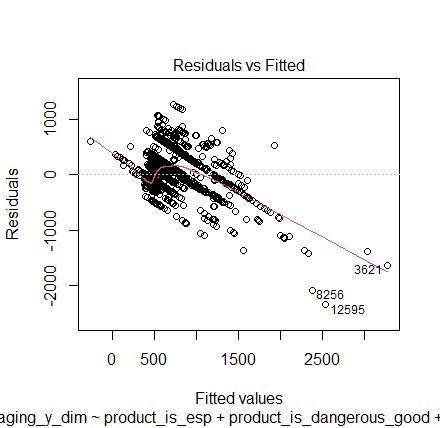 Residuals vs Fitted
Residuals
1000
0
-1000
-2000
3621
8256
12595
0 500 1500 2500
Fitted values
aging_y_dim ~ product_is_esp + product_is_dangerous_good +